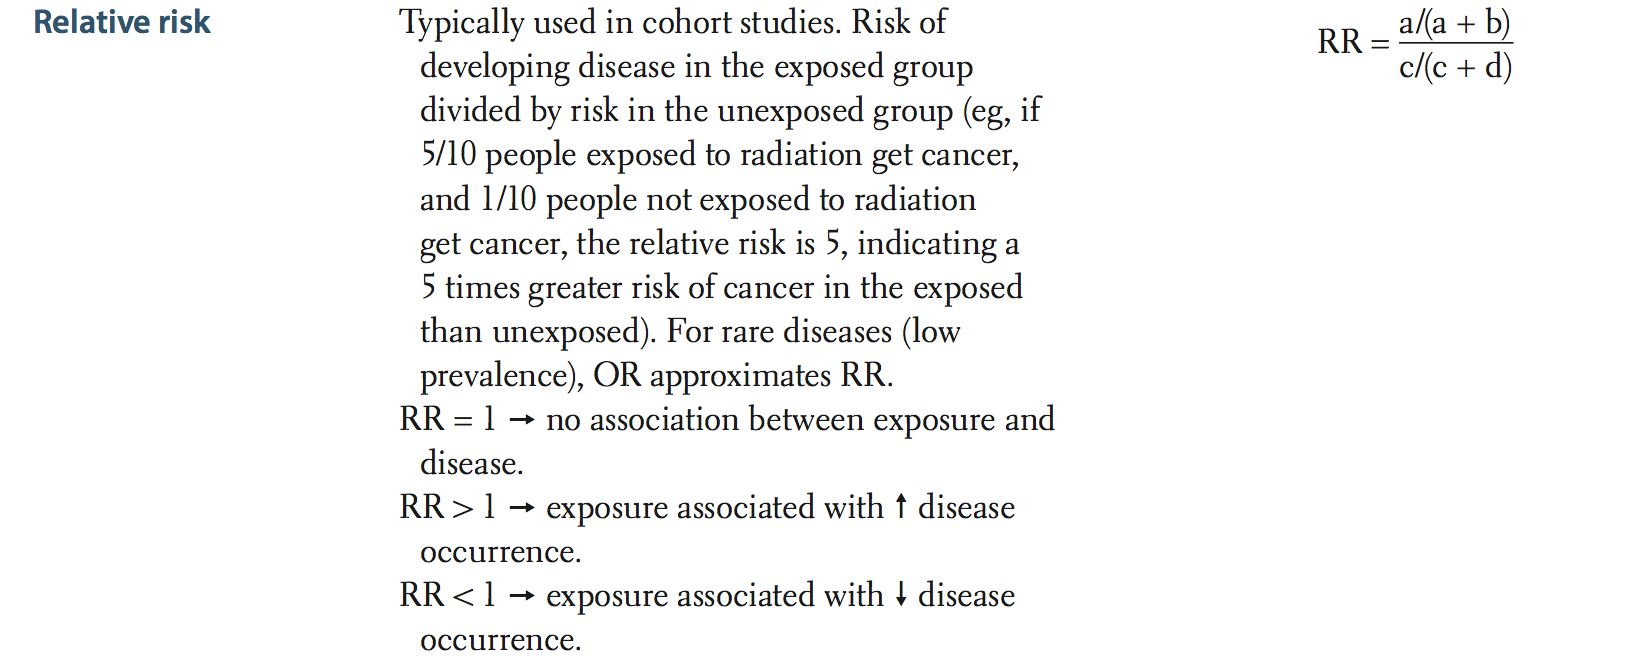 Relative risk
Typically used in cohort studies. Risk of
developing disease in the exposed group
divided by risk in the unexposed group (eg, if
5/10 people exposed to radiation get cancer,
and 1/10 people not exposed to radiation
get cancer, the relative risk is 5, indicating a
5 times greater risk of cancer in the exposed
than unexposed). For rare diseases (low
prevalence), OR approximates RR.
RR = 1 → no association between exposure and
disease.
RR > 1 → exposure associated with ↑ disease
occurrence.
RR < 1 → exposure associated with ↓ disease
occurrence.
RR = a/(a + b)
c/(c + d)